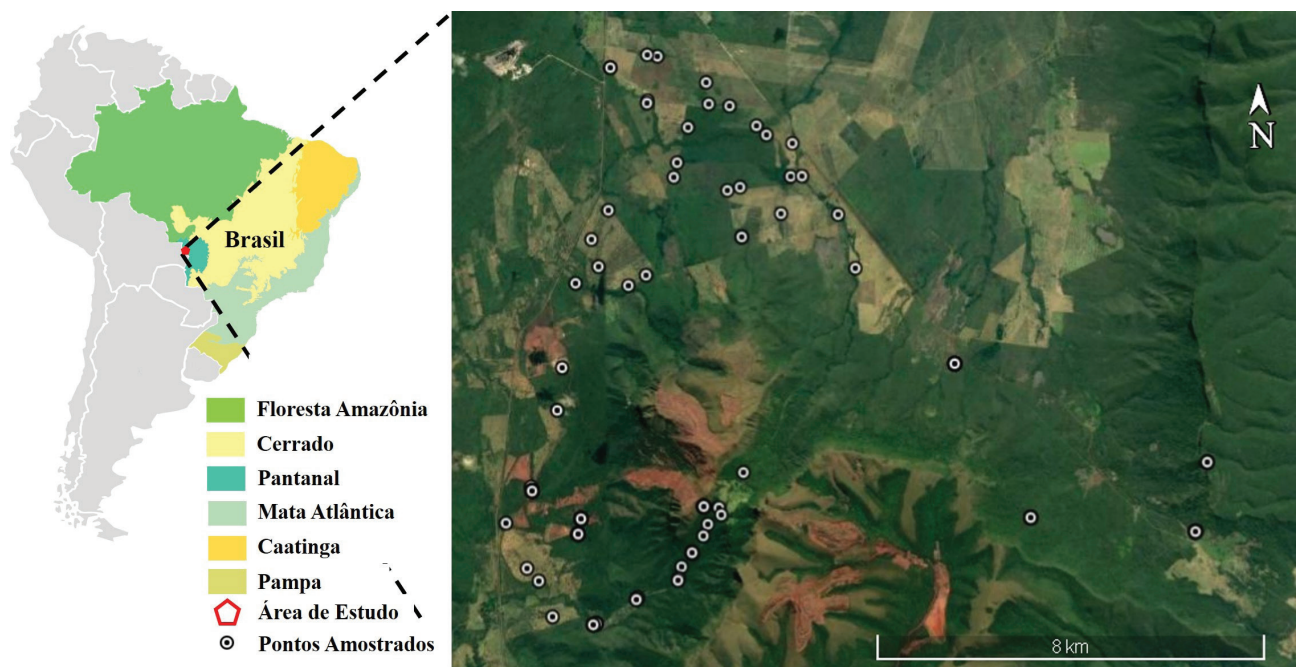 Brasil
Floresta Amazônia
Cerrado
Pantanal
Mata Atlântica
Caatinga
Pampa
Área de Estudo
Pontos Amostrados
N
8 km